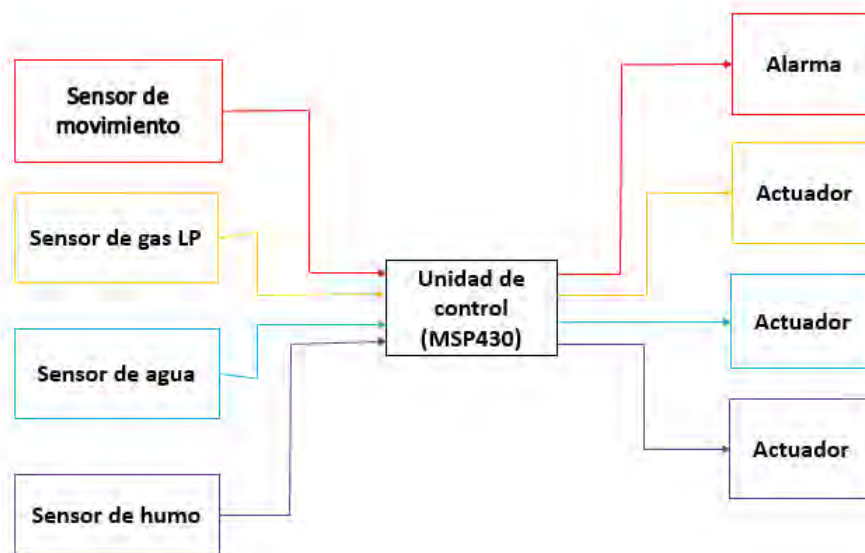 Sensor de
movimiento
Sensor de gas LP
Sensor de agua
Sensor de humo
Unidad de
control
(MSP430)
Alarma
Actuador
Actuador
Actuador